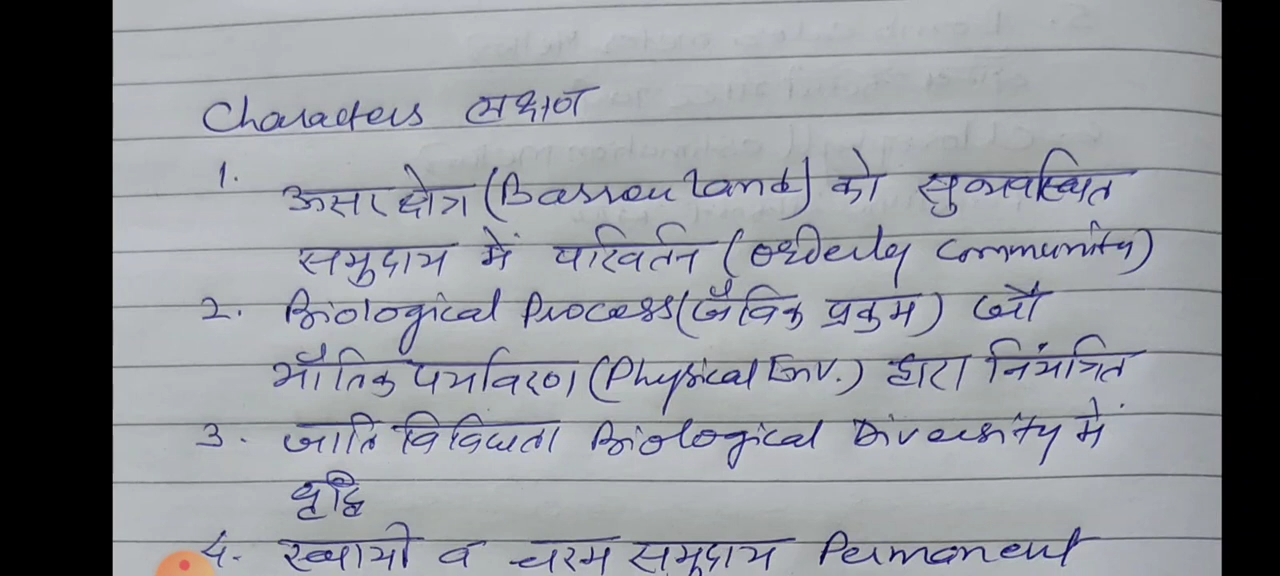 Characters लक्षण
1.
ऊसर क्षेत्र (Barren land) को सुव्यवस्थित
समुदाय में परिवर्तन (orderly community)
2. Biological Process (जैविक प्रक्रम) जो
भौतिक पर्यावरण (Physical Env.) द्वारा नियंत्रित
3. जाति विविधता Biological Diversity में
वृद्धि
4. स्थायी व चरम समुदाय Permanent